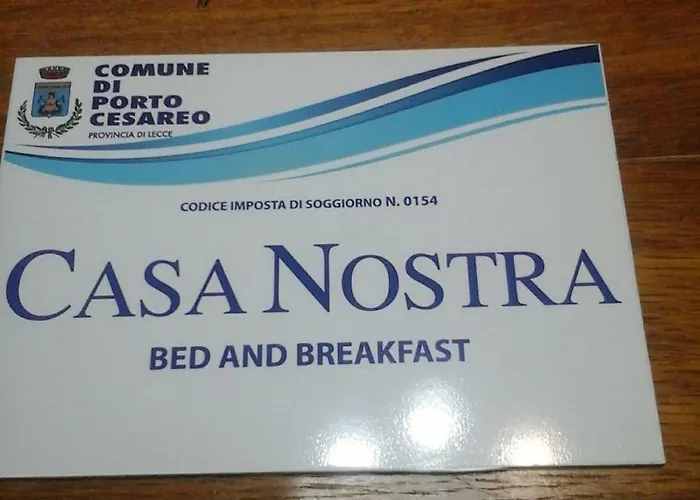 COMUNE
DI
PORTO
CESAREO
PROVINCIA DI LECCE
CODICE IMPOSTA DI SOGGIORNO N. 0154
CASA NOSTRA
BED AND BREAKFAST